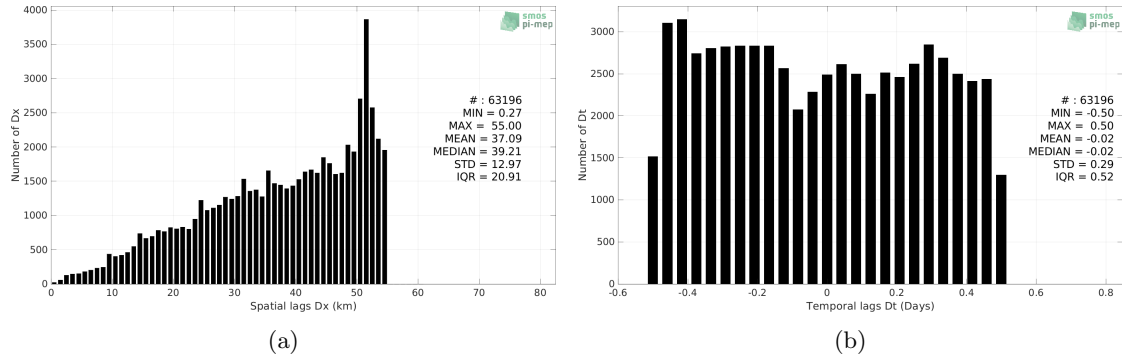 4000
3500
3000
2500
2000
1500
1000
500
0
Number of Dx
0
10
20
30
40
50
60
70
80
Spatial lags Dx (km)
smos
pi-mep
# : 63196
MIN = 0.27
MAX = 55.00
MEAN = 37.09
MEDIAN = 39.21
STD = 12.97
IQR = 20.91
(a)
3000
2500
2000
1500
1000
500
0
Number of Dt
-0.6
-0.4
-0.2
0
0.2
0.4
0.6
0.8
Temporal lags Dt (Days)
smos
pi-mep
# : 63196
MIN = -0.50
MAX = 0.50
MEAN = -0.02
MEDIAN = -0.02
STD = 0.29
IQR = 0.52
(b)